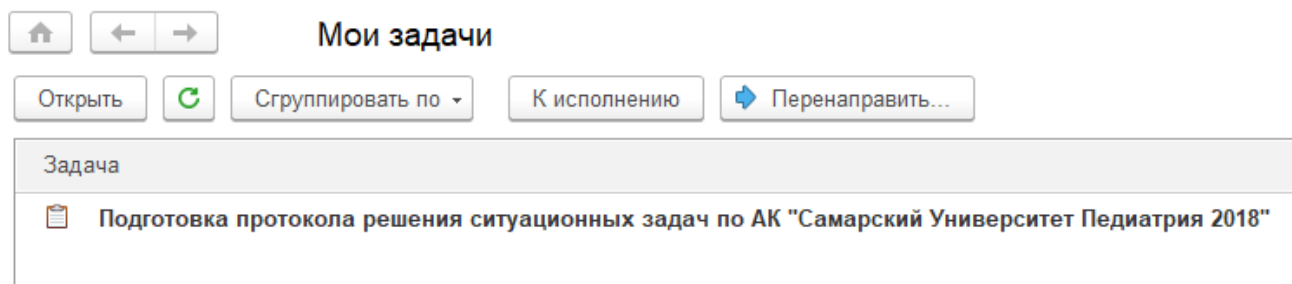 Мои задачи
Открыть Сгруппировать по К исполнению Перенаправить...
Задача
Подготовка протокола решения ситуационных задач по АК "Самарский Университет Педиатрия 2018"